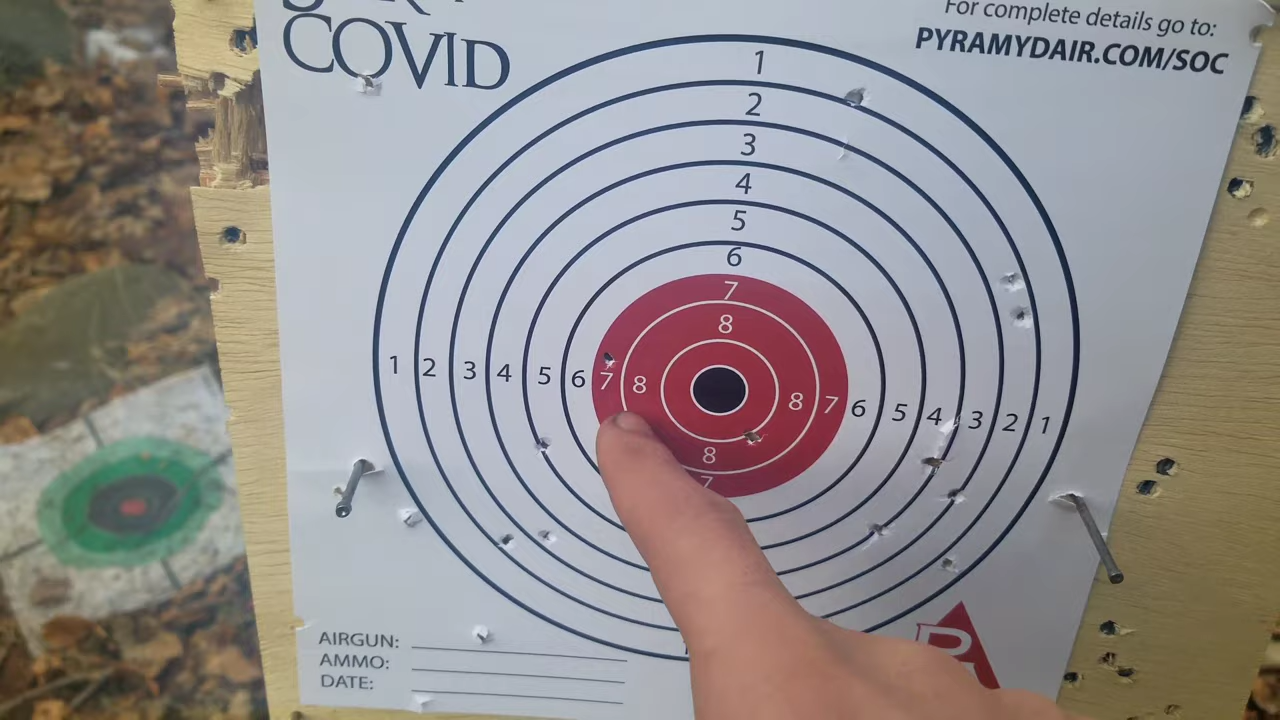 COVID
For complete details go to:
PYRAMYDAIR.COM/SOC
1
2
3
4
5
6
7
8
1 2 3 4 5 6 7 8 8 7 6 5 4 3 2 1
8
7
AIRGUN:
AMMO:
DATE: